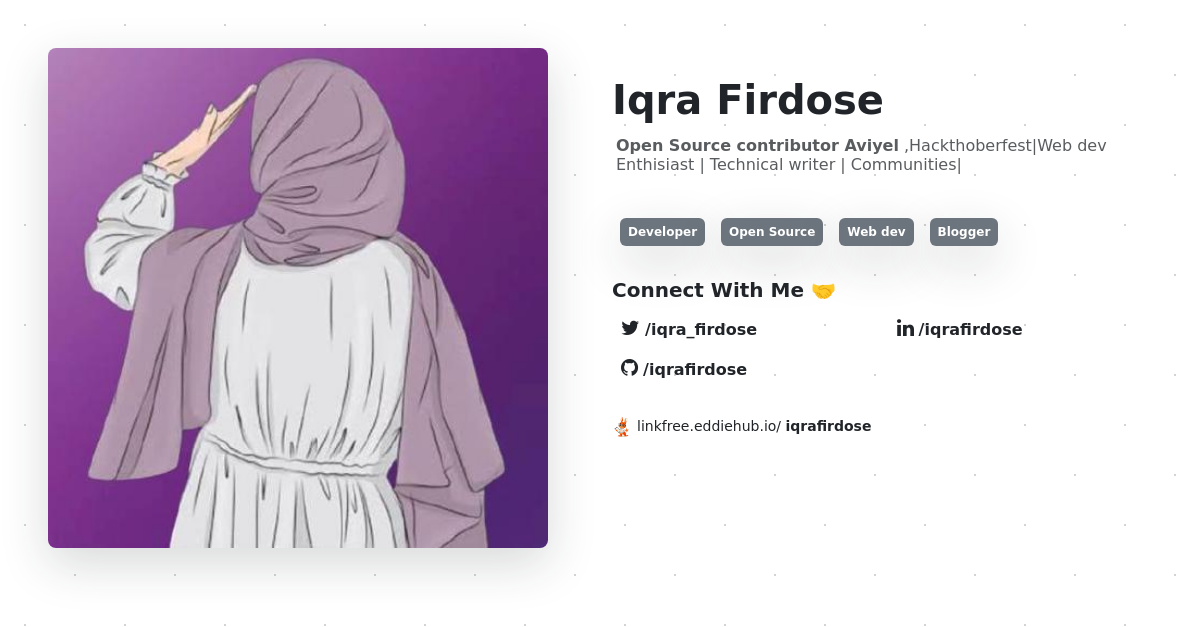 Iqra Firdose
Open Source contributor Aviyel ,Hackthoberfest|Web dev
Enthisiast | Technical writer | Communities|
Developer Open Source Web dev Blogger
Connect With Me 🤝
/iqra_firdose /iqrafirdose
/iqrafirdose
linkfree.eddiehub.io/ iqrafirdose